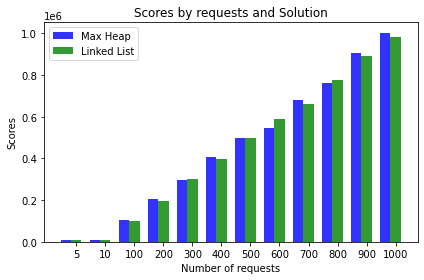 Scores by requests and Solution
1e6
Max Heap
Linked List
1.0
0.8
0.6
0.4
0.2
0.0
Scores
5 10 100 200 300 400 500 600 700 800 900 1000
Number of requests